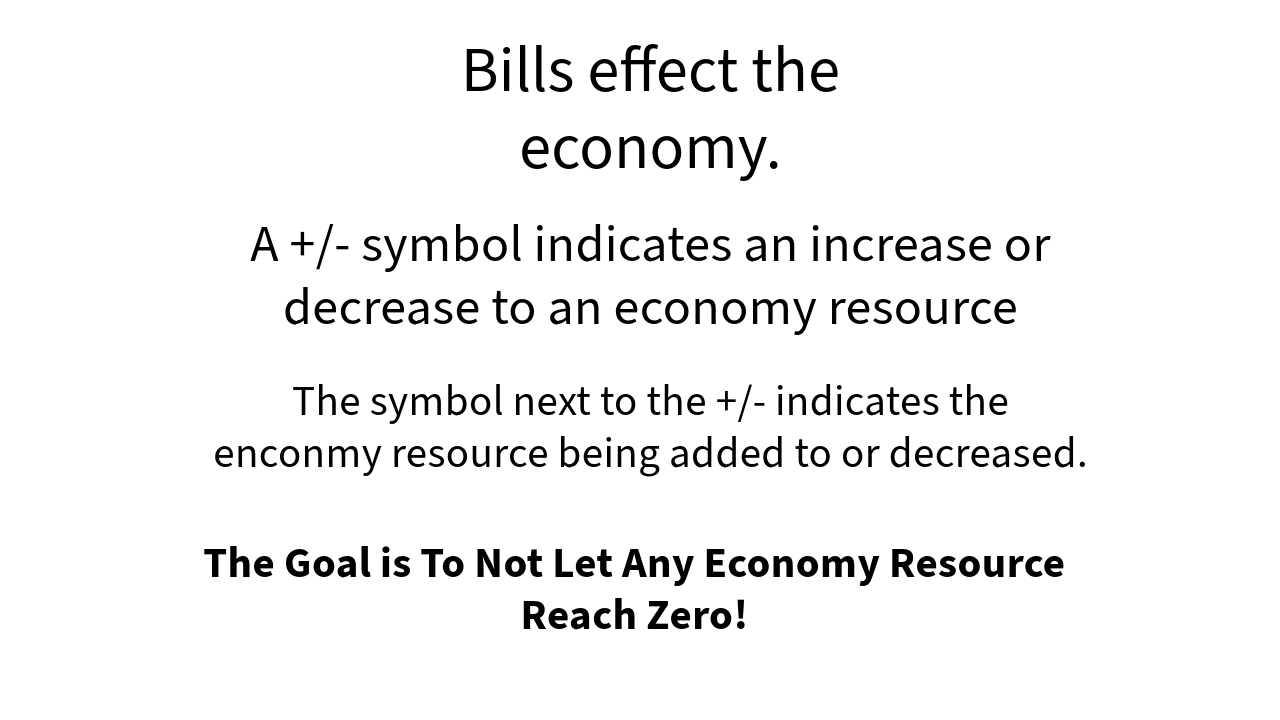 Bills effect the
economy.
A +/- symbol indicates an increase or
decrease to an economy resource
The symbol next to the +/- indicates the
enconmy resource being added to or decreased.
The Goal is To Not Let Any Economy Resource
Reach Zero!